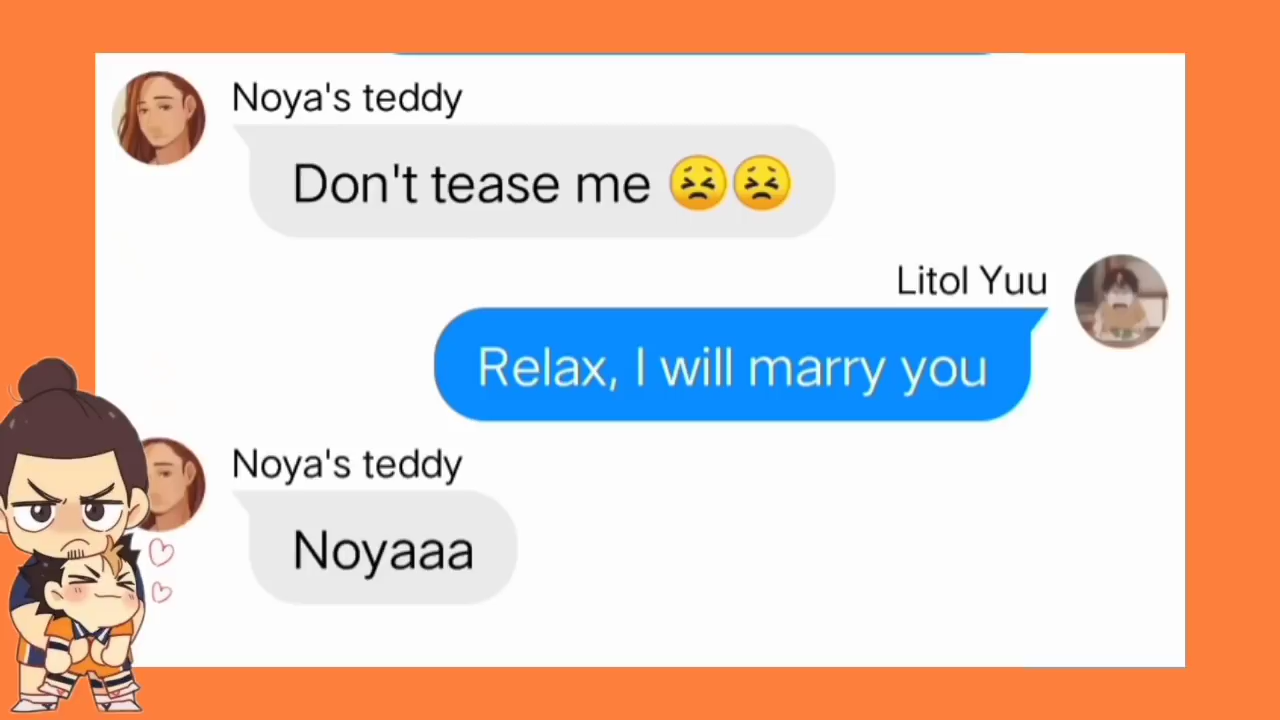 Noya's teddy
Don't tease me 😣😣
Litol Yuu
Relax, I will marry you
Noya's teddy
Noyaaa